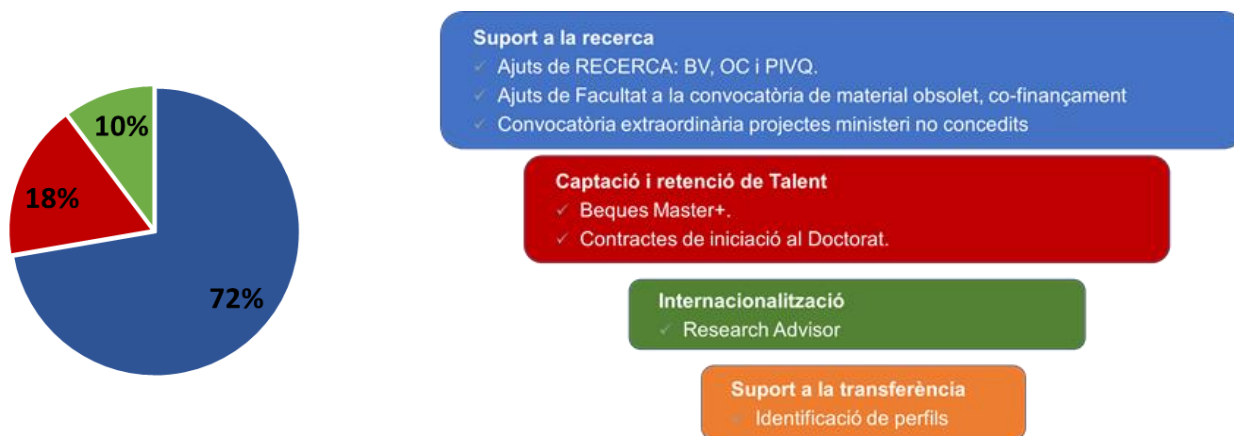 10%
18%
72%
Suport a la recerca
✓ Ajuts de RECERCA: BV, OC i PIVQ.
✓ Ajuts de Facultat a la convocatòria de material obsolet, co-finançament
✓ Convocatòria extraordinària projectes ministeri no concedits
Captació i retenció de Talent
✓ Beques Master+.
✓ Contractes de iniciació al Doctorat.
Internacionalització
✓ Research Advisor
Suport a la transferència
✓ Identificació de perfils